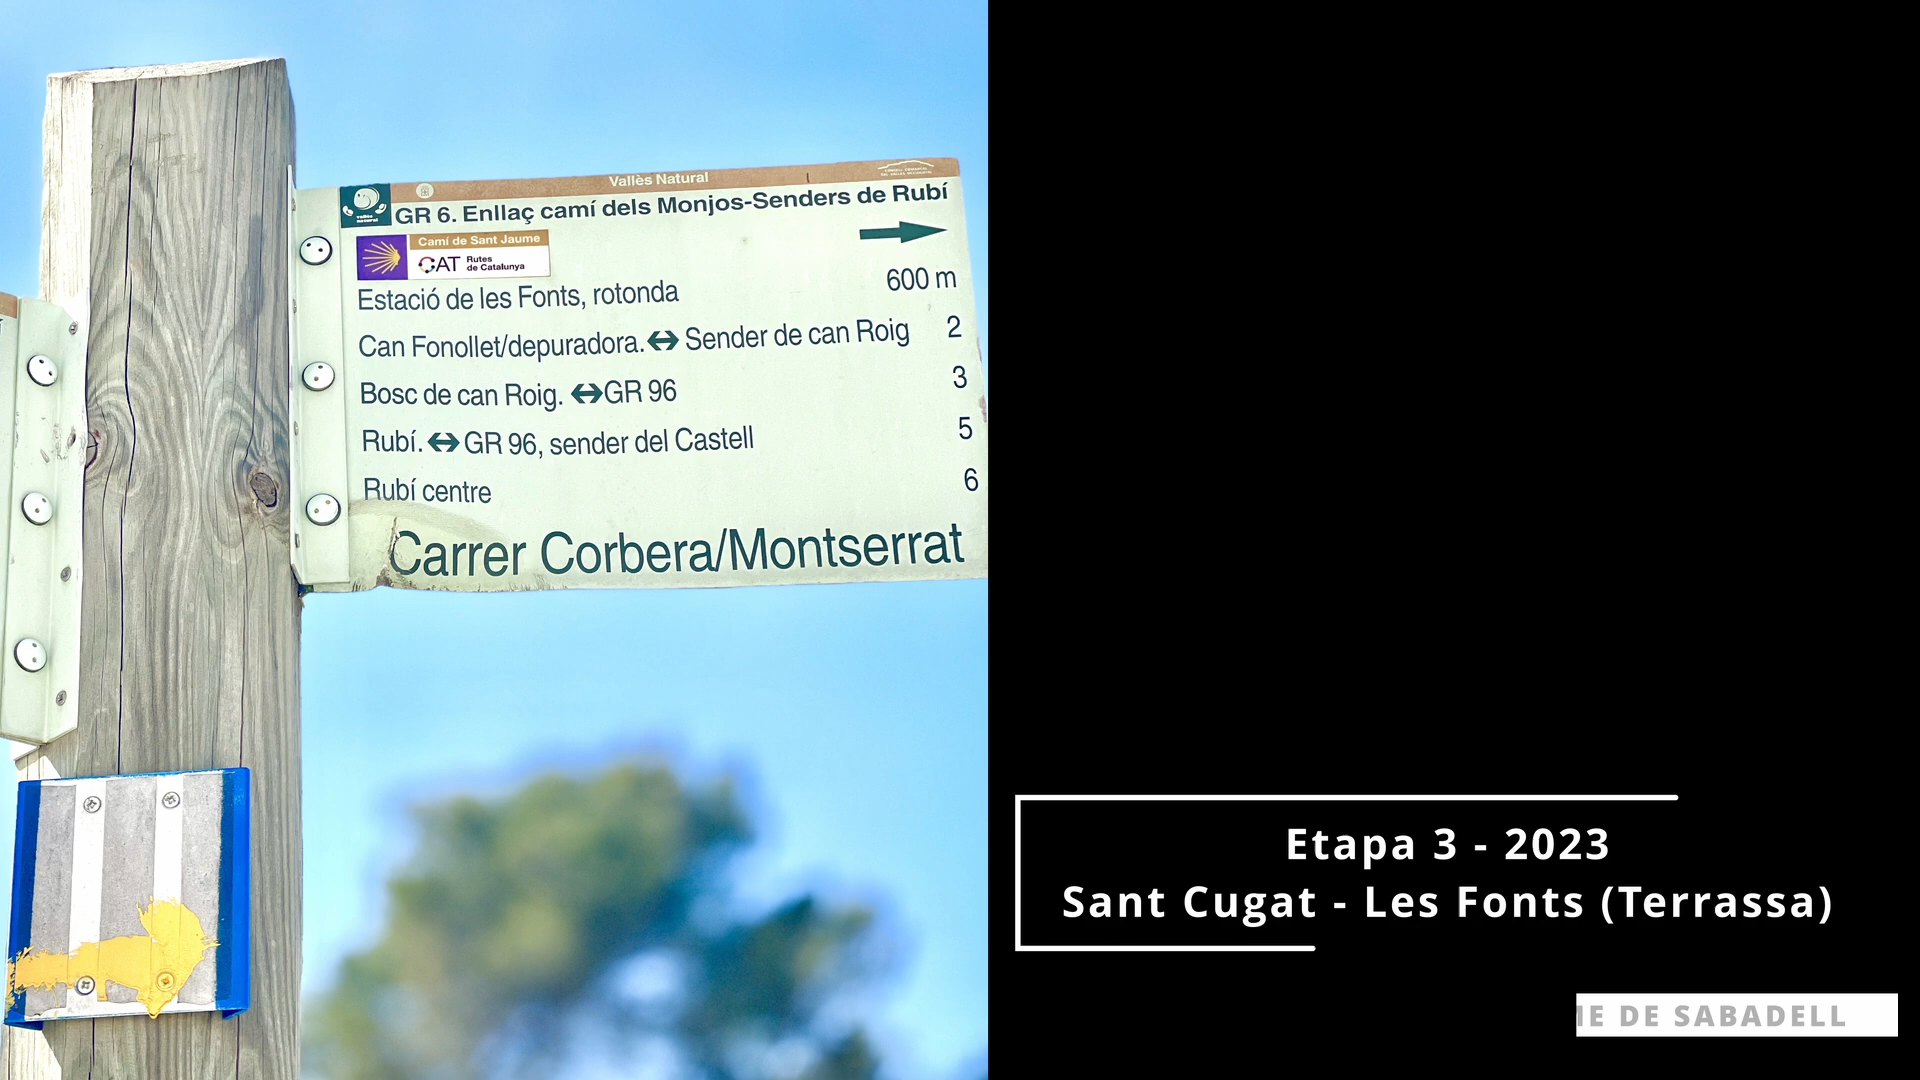 Vallès Natural
vallès
natural
GR 6. Enllaç camí dels Monjos-Senders de Rubí
Camí de Sant Jaume
CAT Rutes
de Catalunya
Estació de les Fonts, rotonda 600 m
Can Fonollet/depuradora. ↔ Sender de can Roig 2
Bosc de can Roig. ↔ GR 96 3
Rubí. ↔ GR 96, sender del Castell 5
Rubí centre 6
Carrer Corbera/Montserrat
Etapa 3 - 2023
Sant Cugat - Les Fonts (Terrassa)
DE SABADELL